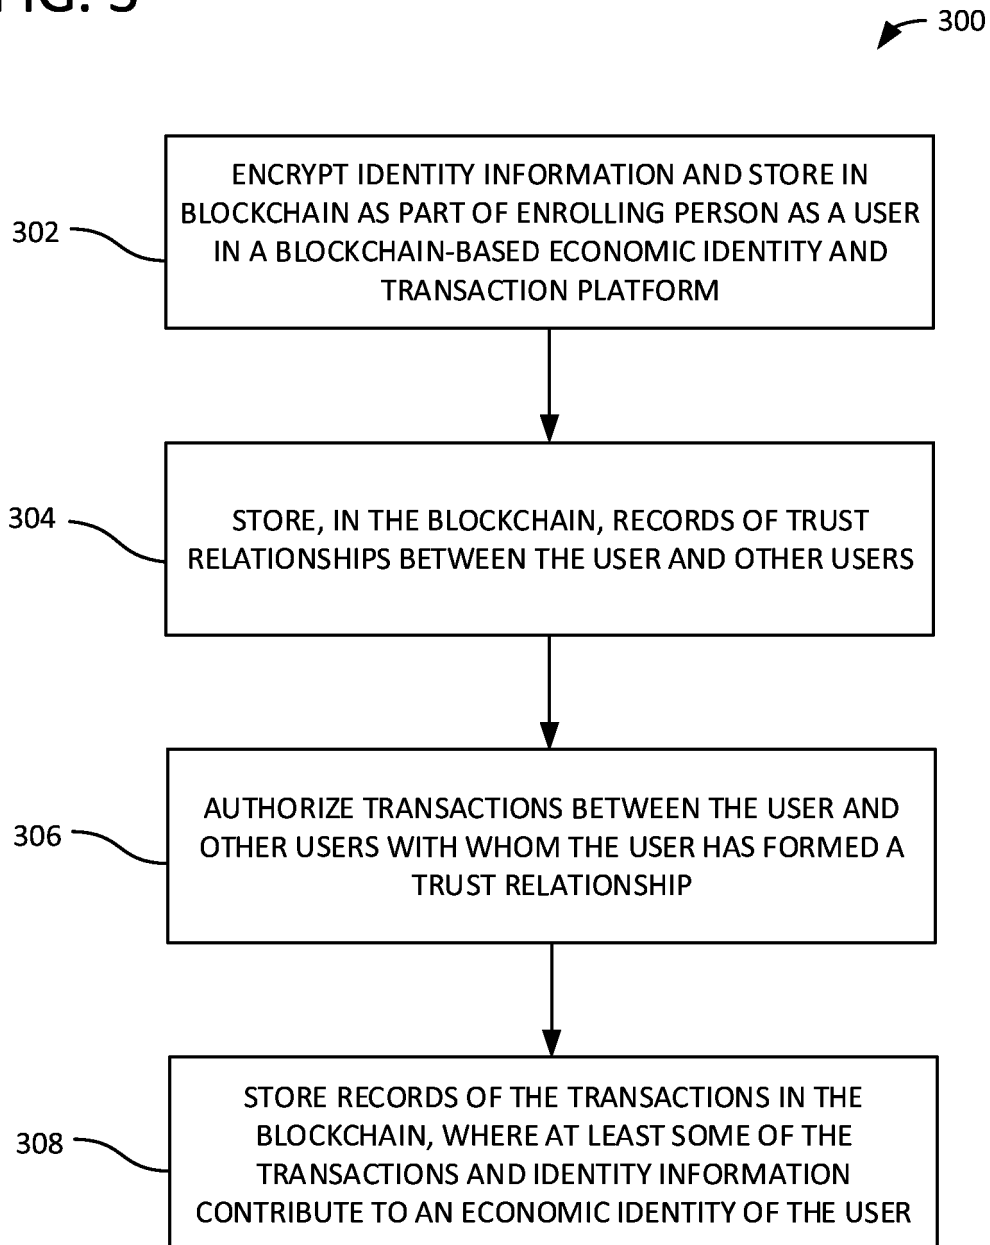 FIG. 3
300
302
ENCRYPT IDENTITY INFORMATION AND STORE IN
BLOCKCHAIN AS PART OF ENROLLING PERSON AS A USER
IN A BLOCKCHAIN-BASED ECONOMIC IDENTITY AND
TRANSACTION PLATFORM
304
STORE, IN THE BLOCKCHAIN, RECORDS OF TRUST
RELATIONSHIPS BETWEEN THE USER AND OTHER USERS
306
AUTHORIZE TRANSACTIONS BETWEEN THE USER AND
OTHER USERS WITH WHOM THE USER HAS FORMED A
TRUST RELATIONSHIP
308
STORE RECORDS OF THE TRANSACTIONS IN THE
BLOCKCHAIN, WHERE AT LEAST SOME OF THE
TRANSACTIONS AND IDENTITY INFORMATION
CONTRIBUTE TO AN ECONOMIC IDENTITY OF THE USER